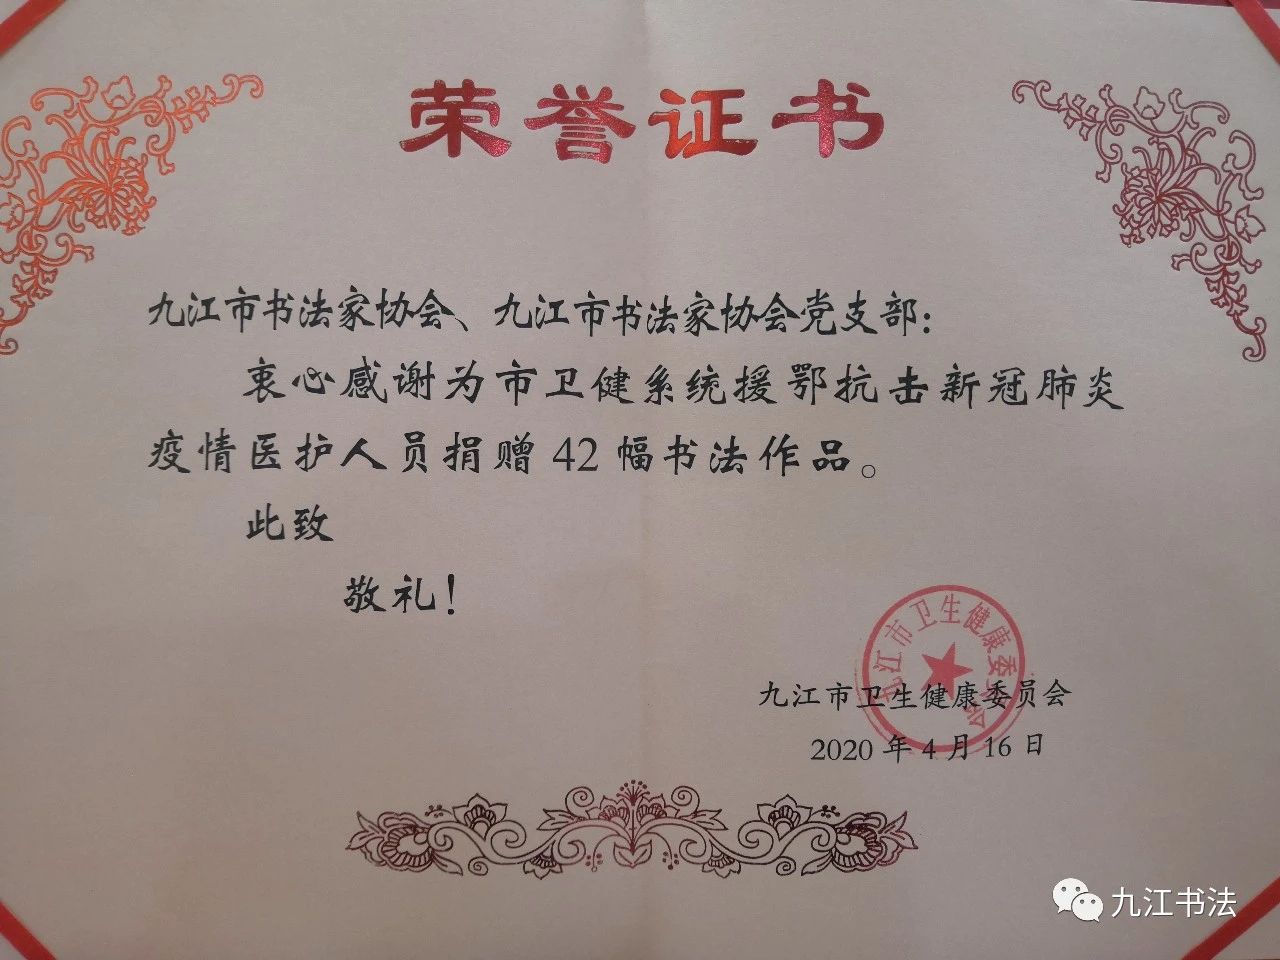 荣誉证书
九江市书法家协会、九江市书法家协会党支部：
衷心感谢为市卫健系统援鄂抗击新冠肺炎
疫情医护人员捐赠42幅书法作品。
此致
敬礼！
九江市卫生健康委员会
九江市卫生健康委员会
2020年4月16日
九江书法